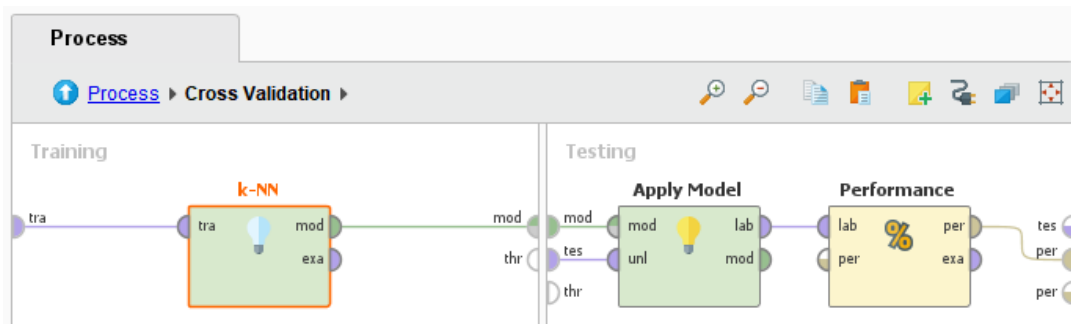 Process
Process ▸ Cross Validation ▸
Training
Testing
k-NN
Apply Model
Performance
tra
tra
mod
exa
mod
thr
mod
tes
thr
mod
unl
lab
mod
lab
per
per
exa
tes
per
per